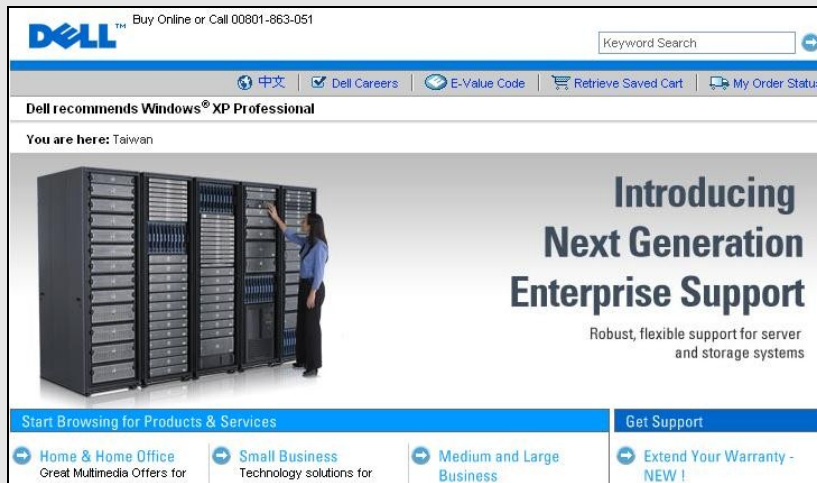 DELL™
Buy Online or Call 00801-863-051
Keyword Search
中文 Dell Careers E-Value Code Retrieve Saved Cart My Order Statu
Dell recommends Windows® XP Professional
You are here: Taiwan
Introducing
Next Generation
Enterprise Support
Robust, flexible support for server
and storage systems
Start Browsing for Products & Services
Get Support
Home & Home Office
Great Multimedia Offers for
Small Business
Technology solutions for
Medium and Large
Business
Extend Your Warranty -
NEW !